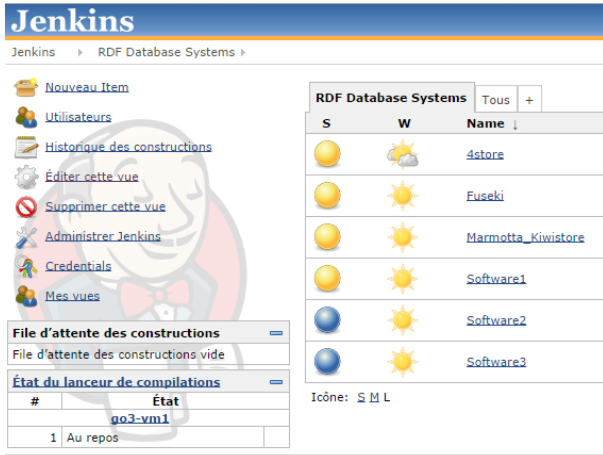 Jenkins
Jenkins RDF Database Systems
Nouveau Item
Utilisateurs
Historique des constructions
Éditer cette vue
Supprimer cette vue
Administrer Jenkins
Credentials
Mes vues
File d'attente des constructions
File d'attente des constructions vide
État du lanceur de compilations
# État
go3-vm1
1 Au repos
RDF Database Systems Tous +
S W Name ↓
4store
Fuseki
Marmotta_Kiwistore
Software1
Software2
Software3
Icône: S M L